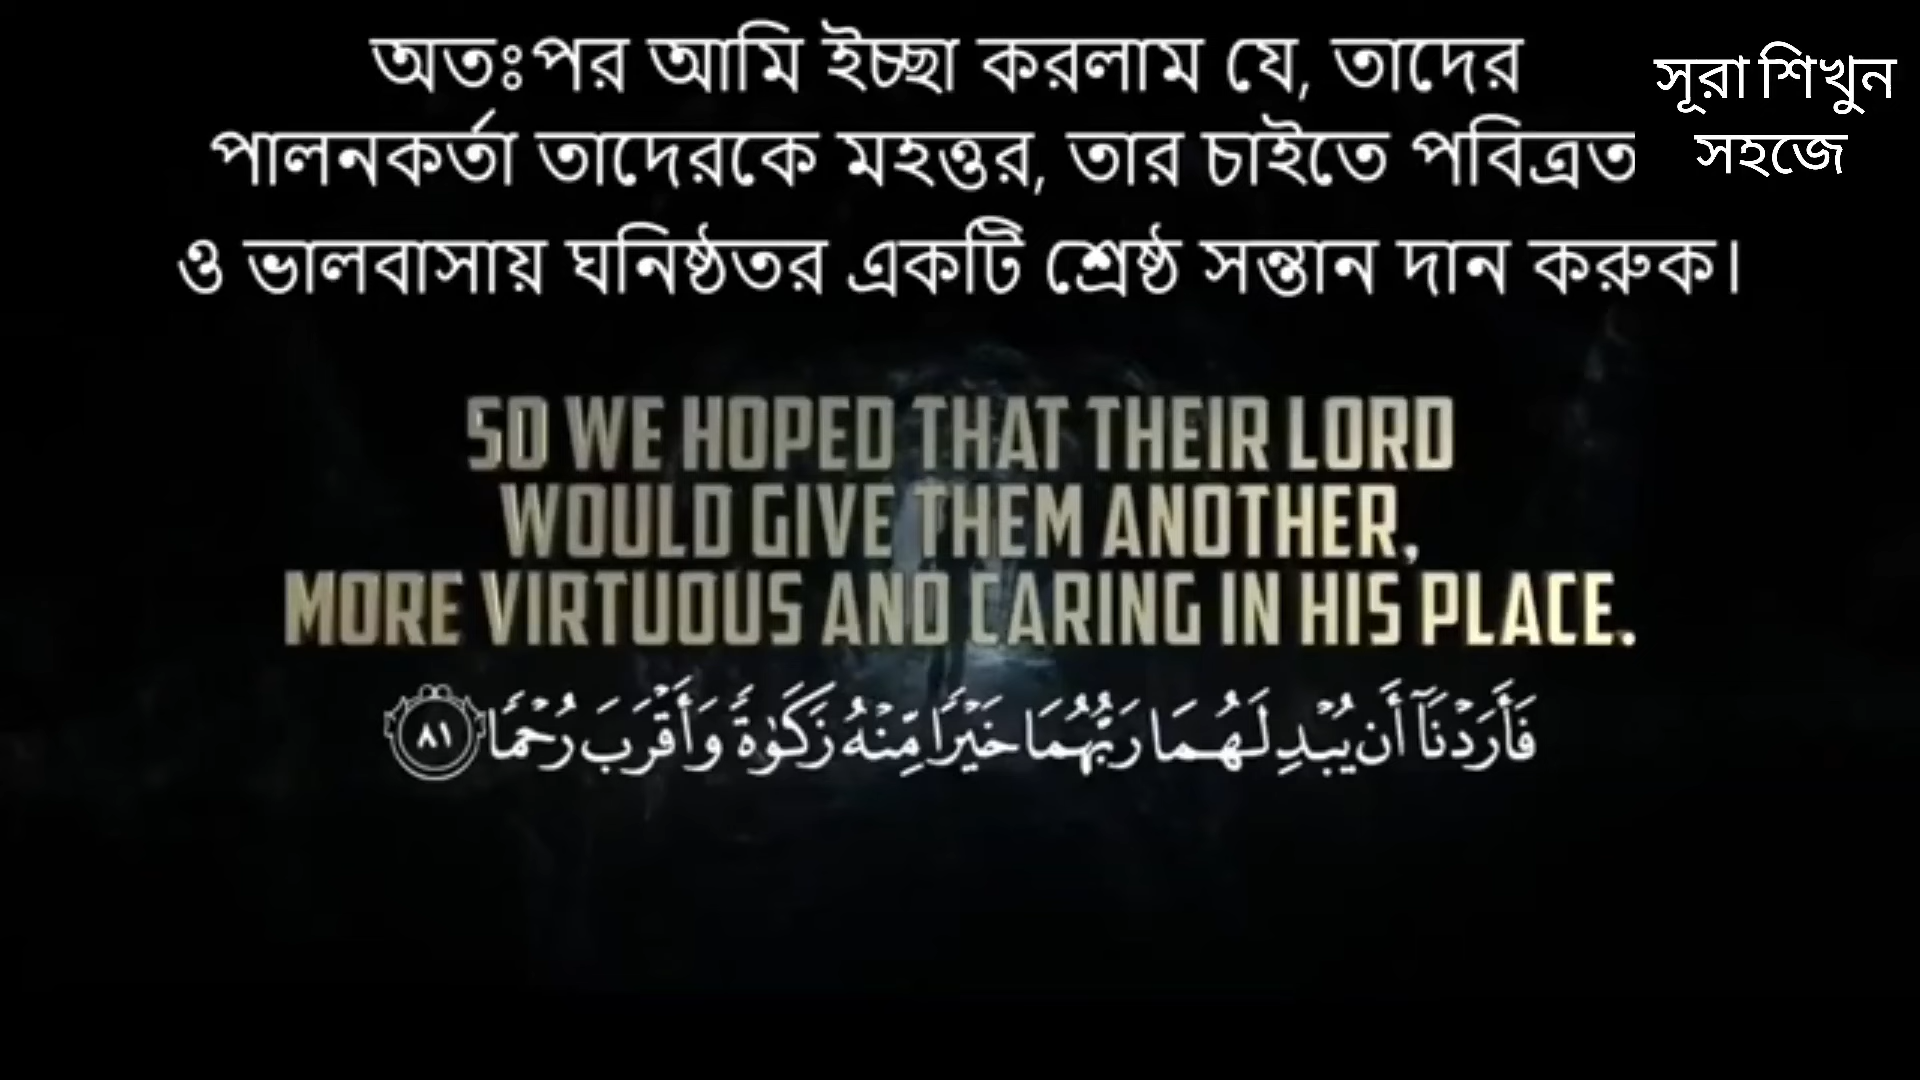 অতঃপর আমি ইচ্ছা করলাম যে, তাদের
পালনকর্তা তাদেরকে মহত্তর, তার চাইতে পবিত্রত
ও ভালবাসায় ঘনিষ্ঠতর একটি শ্রেষ্ঠ সন্তান দান করুক।
সূরা শিখুন
সহজে
SO WE HOPED THAT THEIR LORD
WOULD GIVE THEM ANOTHER,
MORE VIRTUOUS AND CARING IN HIS PLACE.
فَأَرَدْنَآ أَن يُبْدِلَهُمَا رَبُّهُمَا خَيْرًا مِّنْهُ زَكَوٰةً وَأَقْرَبَ رُحْمًا ٨١